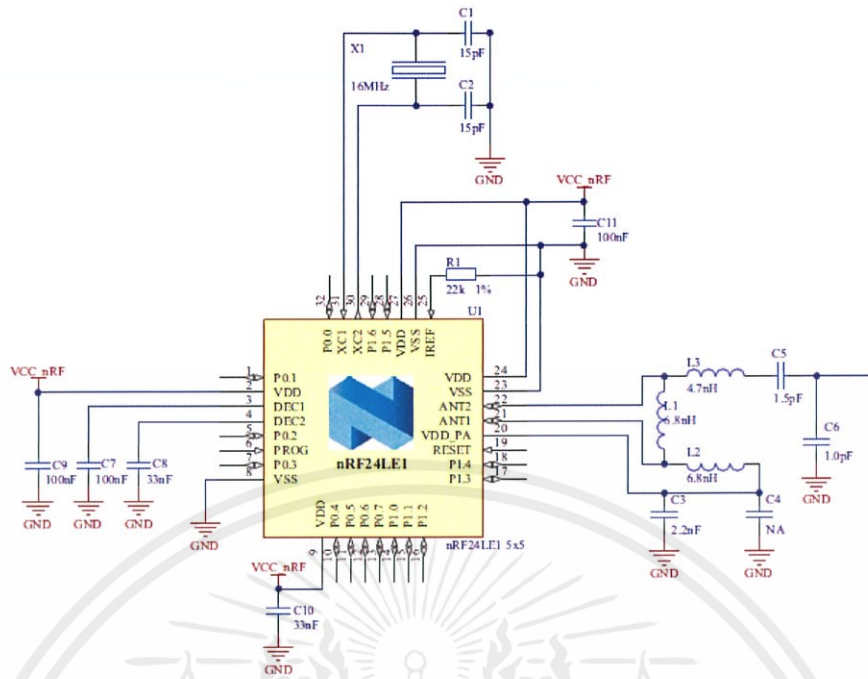 C1
15pF
X1
16MHz
C2
15pF
GND
VCC_nRF
C11
100nF
GND
R1
22k 1%
U1
32 31 30 29 28 27 26 25
P0.0 XC1 XC2 P1.6 P1.5 VDD VSS IREF
1 P0.1
2 VDD
3 DEC1
4 DEC2
5 P0.2
6 PROG
7 P0.3
8 VSS
VDD 24
VSS 23
ANT2 22
ANT1 21
VDD_PA 20
RESET 19
P1.4 18
P1.3 17
nRF24LE1
VDD P0.4 P0.5 P0.6 P0.7 P1.0 P1.1 P1.2
9 10 11 12 13 14 15 16
nRF24LE1 5x5
VCC_nRF
C9
100nF
C7
100nF
C8
33nF
GND
GND
GND
GND
VCC_nRF
C10
33nF
GND
L3
4.7nH
C5
1.5pF
L1
6.8nH
L2
6.8nH
C6
1.0pF
GND
C3
2.2nF
GND
C4
NA
GND